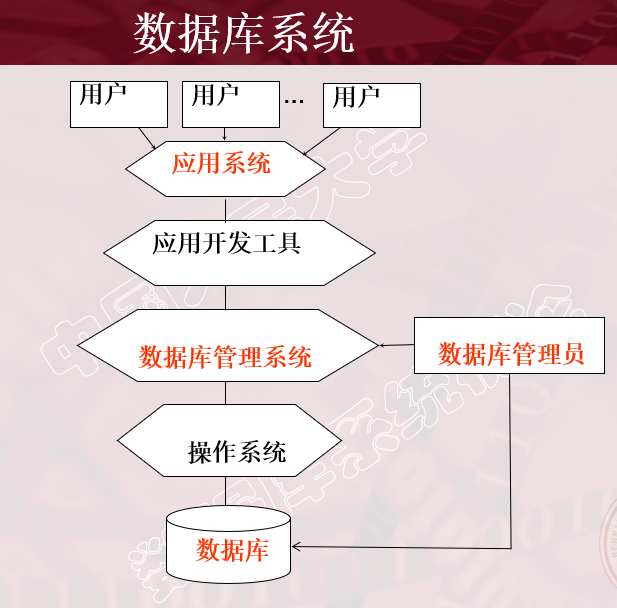 数据库系统
用户
用户
...
用户
应用系统
应用开发工具
数据库管理系统
数据库管理员
操作系统
数据库